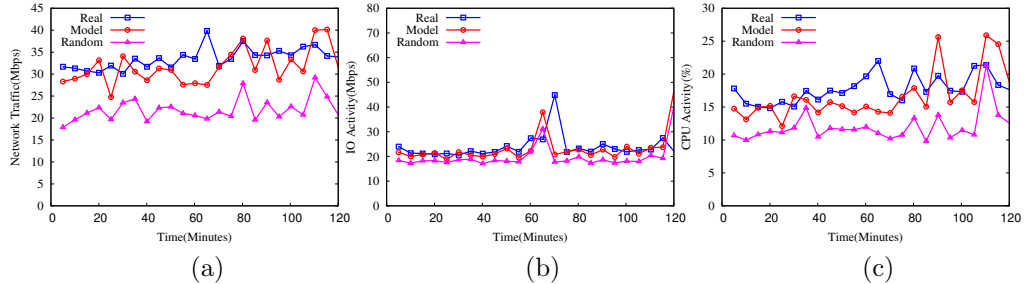 Real
Model
Random
Network Traffic(Mbps)
45
40
35
30
25
20
15
10
5
0
0 20 40 60 80 100 120
Time(Minutes)
(a)
Real
Model
Random
IO Activity(Mbps)
80
60
40
20
0
0 20 40 60 80 100 120
Time(Minutes)
(b)
Real
Model
Random
CPU Activity(%)
30
25
20
15
10
5
0
0 20 40 60 80 100 120
Time(Minutes)
(c)